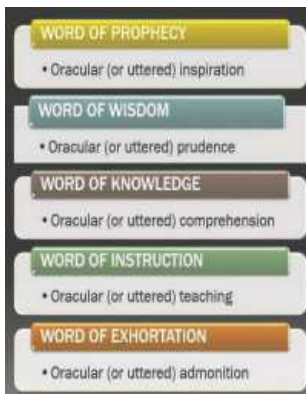 WORD OF PROPHECY
• Oracular (or uttered) inspiration
WORD OF WISDOM
• Oracular (or uttered) prudence
WORD OF KNOWLEDGE
• Oracular (or uttered) comprehension
WORD OF INSTRUCTION
• Oracular (or uttered) teaching
WORD OF EXHORTATION
• Oracular (or uttered) admonition